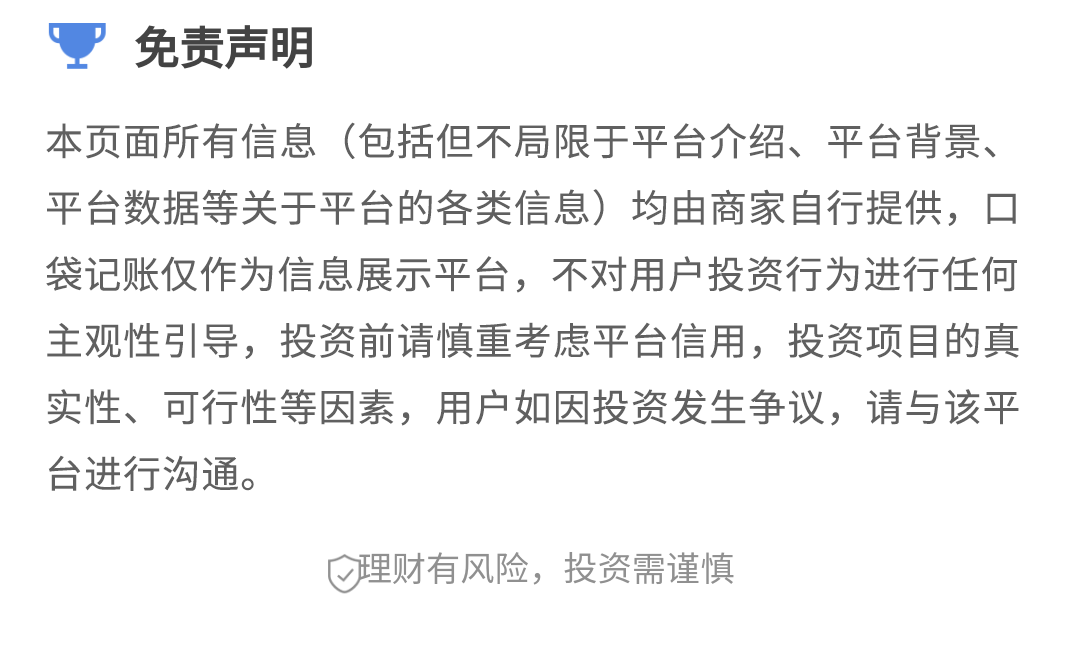 免责声明
本页面所有信息（包括但不局限于平台介绍、平台背景、
平台数据等关于平台的各类信息）均由商家自行提供，口
袋记账仅作为信息展示平台，不对用户投资行为进行任何
主观性引导，投资前请慎重考虑平台信用，投资项目的真
实性、可行性等因素，用户如因投资发生争议，请与该平
台进行沟通。
理财有风险，投资需谨慎